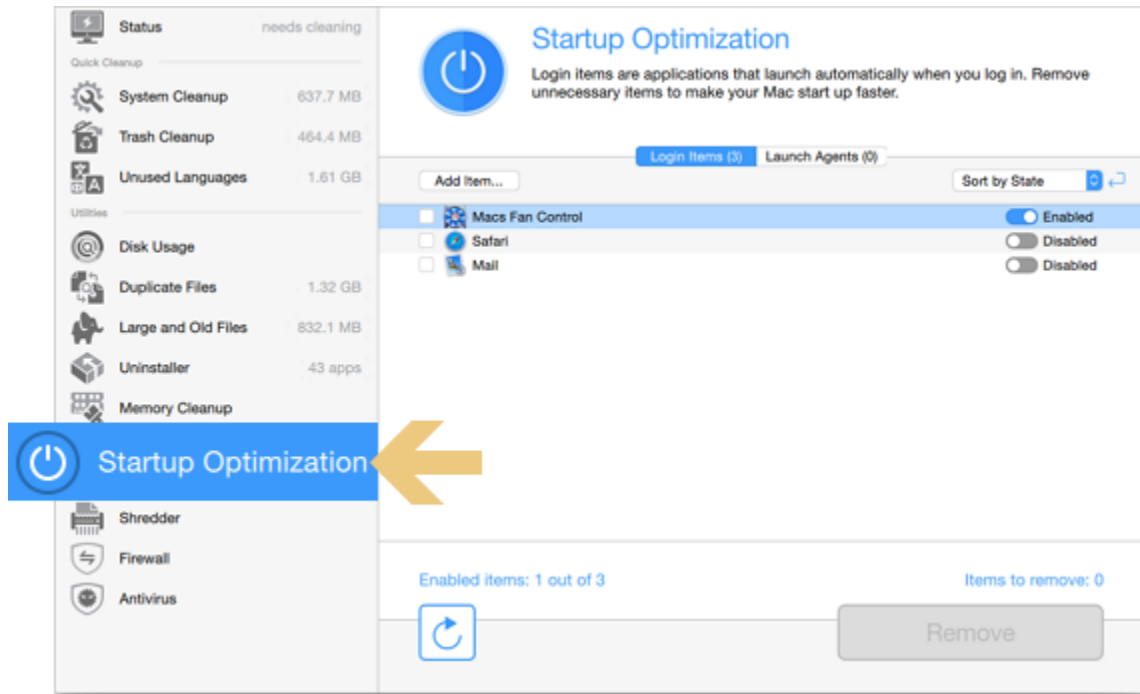 Status needs cleaning
Quick Cleanup
System Cleanup 637.7 MB
Trash Cleanup 464.4 MB
Unused Languages 1.61 GB
Utilities
Disk Usage
Duplicate Files 1.32 GB
Large and Old Files 832.1 MB
Uninstaller 43 apps
Memory Cleanup
Startup Optimization
Shredder
Firewall
Antivirus
Startup Optimization
Login items are applications that launch automatically when you log in. Remove
unnecessary items to make your Mac start up faster.
Login Items (3) Launch Agents (0)
Add Item... Sort by State
Macs Fan Control Enabled
Safari Disabled
Mail Disabled
Enabled items: 1 out of 3 Items to remove: 0
Remove